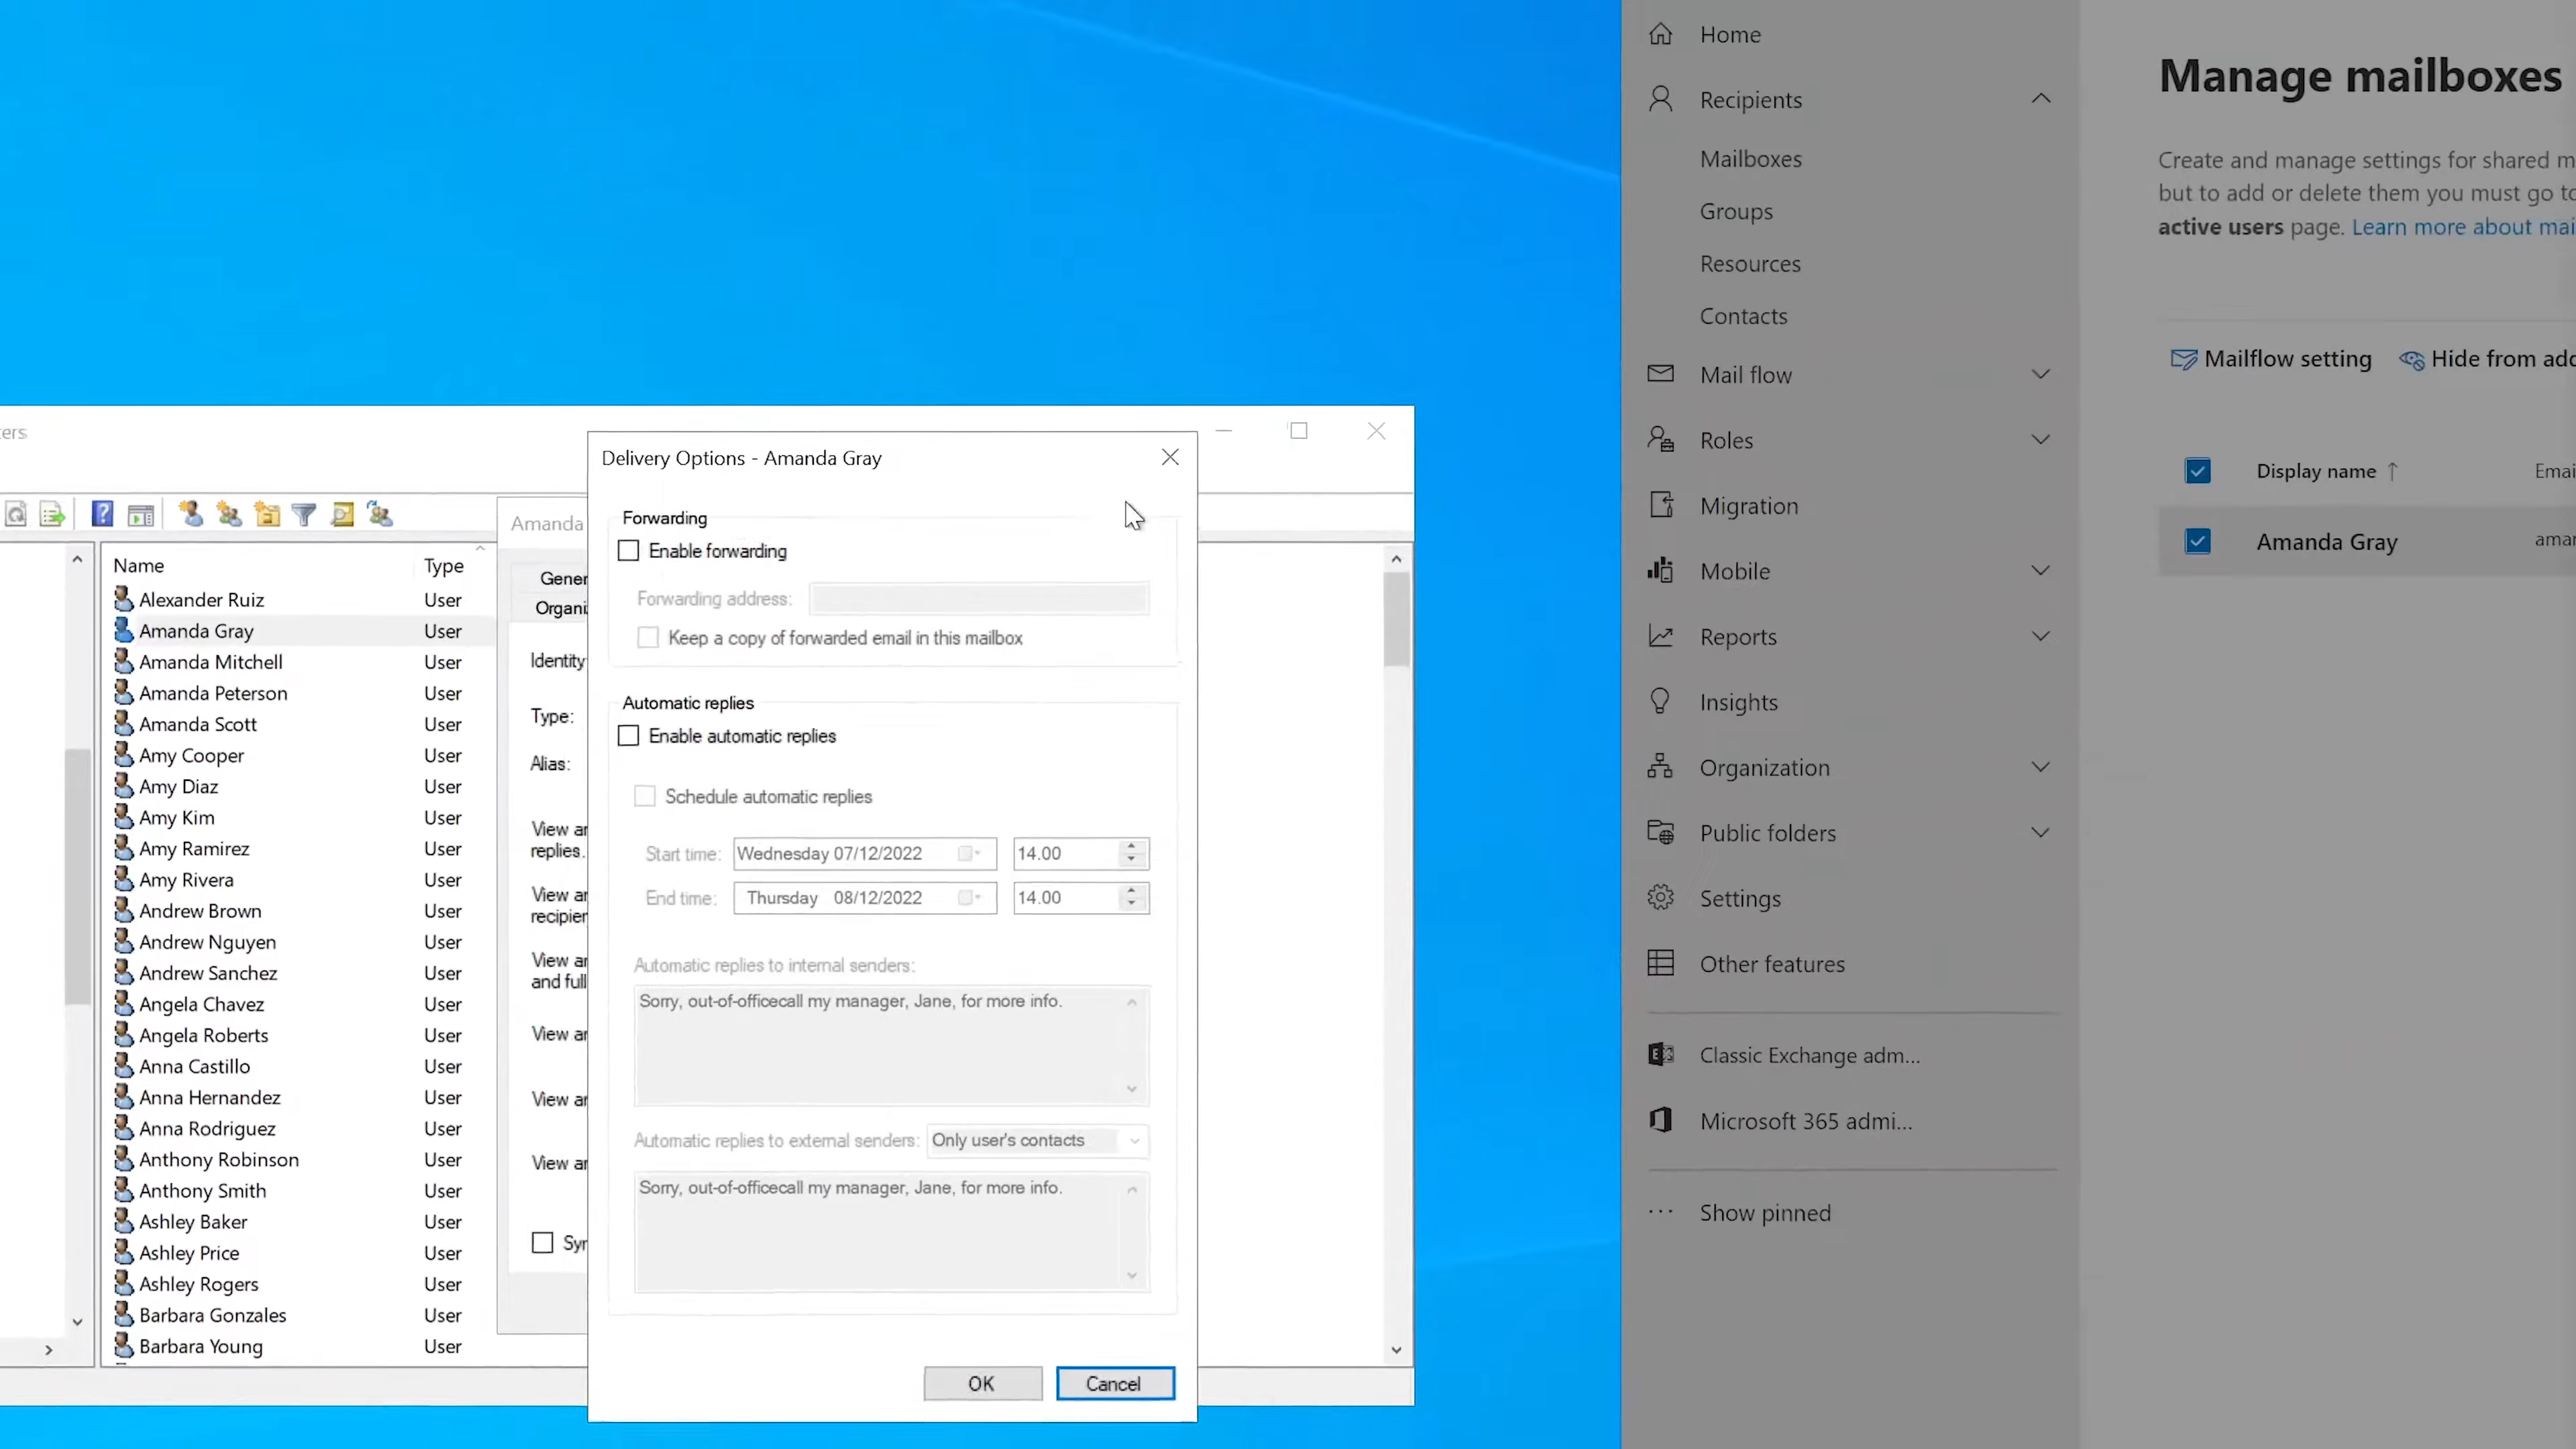 ters
Name Type
Alexander Ruiz User
Amanda Gray User
Amanda Mitchell User
Amanda Peterson User
Amanda Scott User
Amy Cooper User
Amy Diaz User
Amy Kim User
Amy Ramirez User
Amy Rivera User
Andrew Brown User
Andrew Nguyen User
Andrew Sanchez User
Angela Chavez User
Angela Roberts User
Anna Castillo User
Anna Hernandez User
Anna Rodriguez User
Anthony Robinson User
Anthony Smith User
Ashley Baker User
Ashley Price User
Ashley Rogers User
Barbara Gonzales User
Barbara Young User
Amanda
Gener
Organi
Identity
Type:
Alias:
View ar
replies.
View ar
recipier
View ar
and full
View ar
View ar
View ar
Syr
Delivery Options - Amanda Gray
Forwarding
Enable forwarding
Forwarding address:
Keep a copy of forwarded email in this mailbox
Automatic replies
Enable automatic replies
Schedule automatic replies
Start time: Wednesday 07/12/2022 14.00
End time: Thursday 08/12/2022 14.00
Automatic replies to internal senders:
Sorry, out-of-officecall my manager, Jane, for more info.
Automatic replies to external senders: Only user's contacts
Sorry, out-of-officecall my manager, Jane, for more info.
OK Cancel
Home
Recipients
Mailboxes
Groups
Resources
Contacts
Mail flow
Roles
Migration
Mobile
Reports
Insights
Organization
Public folders
Settings
Other features
Classic Exchange adm...
Microsoft 365 admi...
Show pinned
Manage mailboxes
Create and manage settings for shared m
but to add or delete them you must go to
active users page. Learn more about mai
Mailflow setting Hide from add
Display name ↑ Emai
Amanda Gray aman